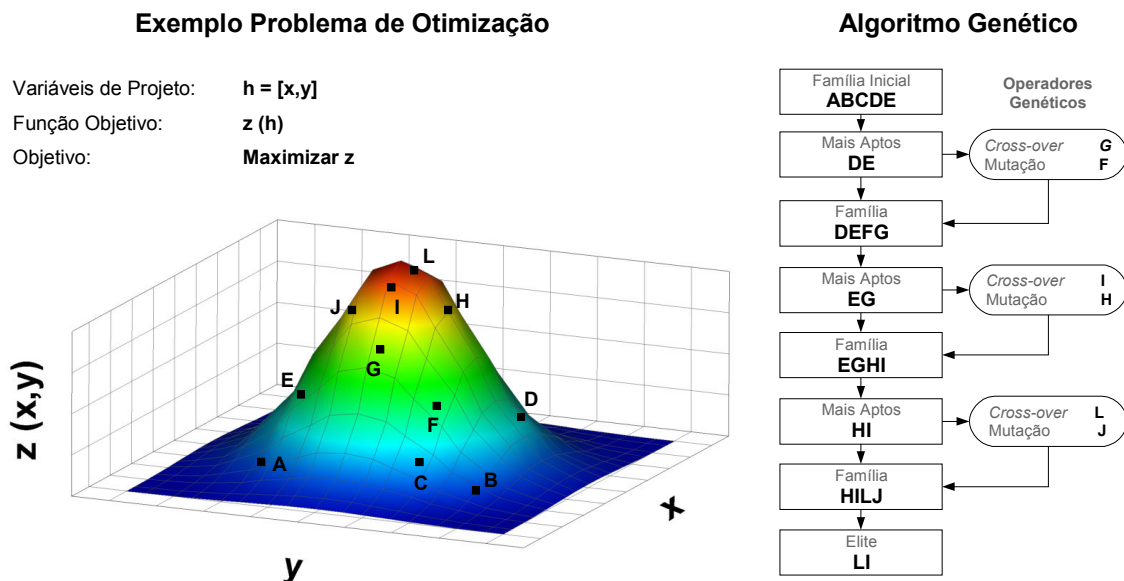 Exemplo Problema de Otimização
Variáveis de Projeto: h = [x,y]
Função Objetivo: z (h)
Objetivo: Maximizar z
L
J
I
H
G
E
D
F
A
C
B
z (x,y)
x
y
Algoritmo Genético
Família Inicial
ABCDE
Operadores
Genéticos
Mais Aptos
DE
Cross-over G
Mutação F
Família
DEFG
Mais Aptos
EG
Cross-over I
Mutação H
Família
EGHI
Mais Aptos
HI
Cross-over L
Mutação J
Família
HILJ
Elite
LI